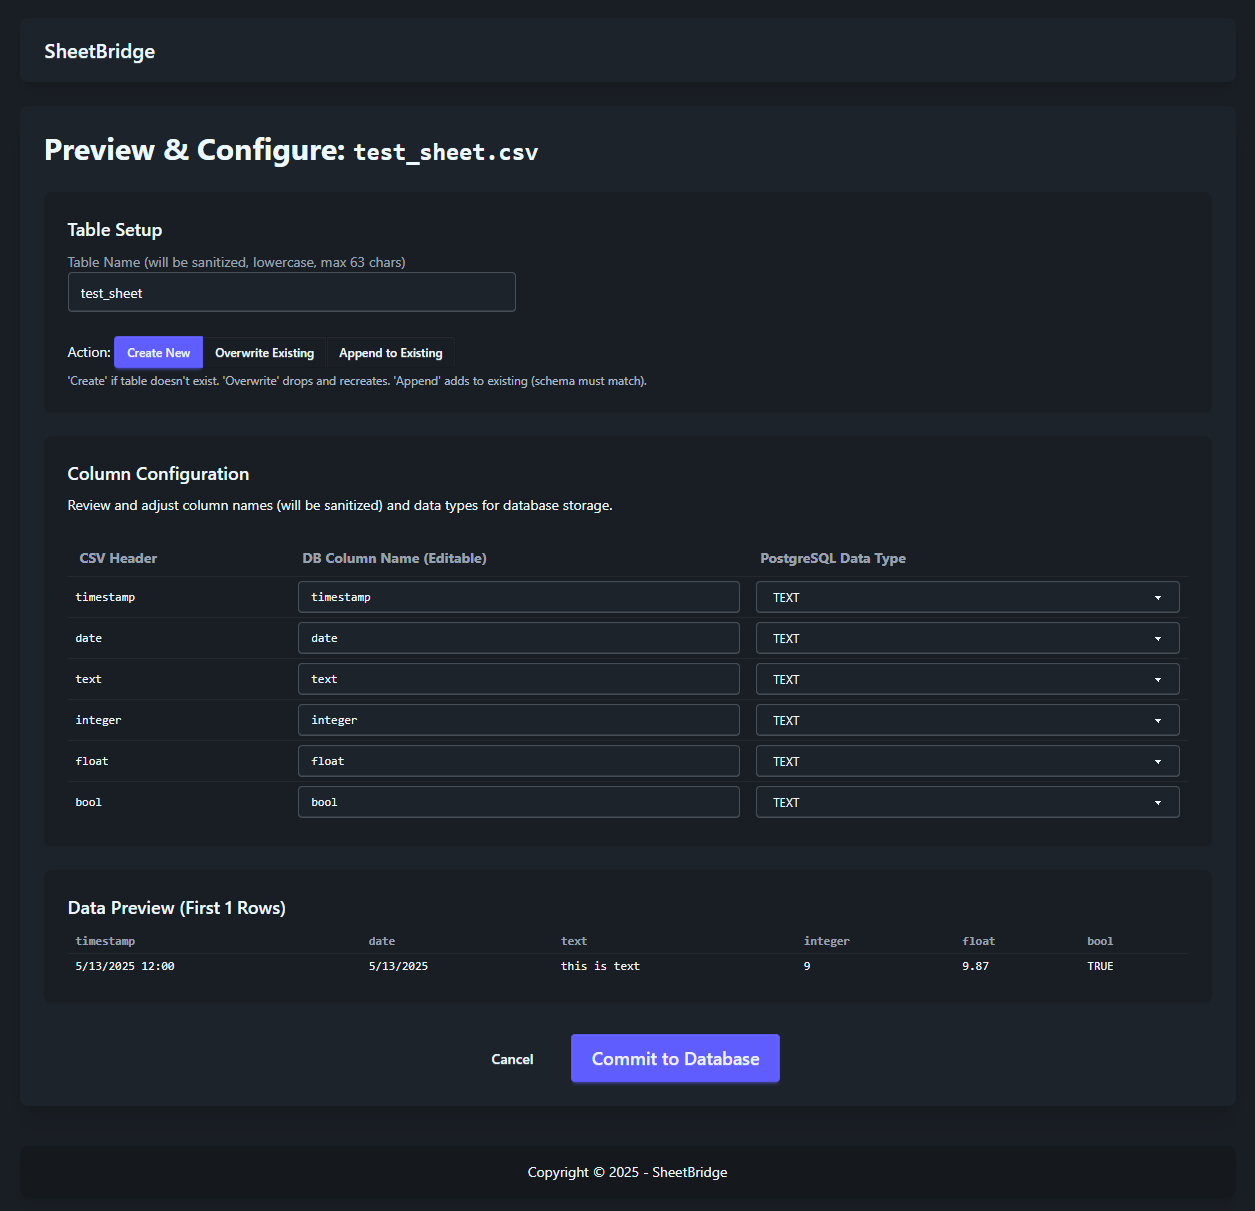 SheetBridge
Preview & Configure: test_sheet.csv
Table Setup
Table Name (will be sanitized, lowercase, max 63 chars)
test_sheet
Action: Create New Overwrite Existing Append to Existing
'Create' if table doesn't exist. 'Overwrite' drops and recreates. 'Append' adds to existing (schema must match).
Column Configuration
Review and adjust column names (will be sanitized) and data types for database storage.
CSV Header DB Column Name (Editable) PostgreSQL Data Type
timestamp timestamp TEXT
date date TEXT
text text TEXT
integer integer TEXT
float float TEXT
bool bool TEXT
Data Preview (First 1 Rows)
timestamp date text integer float bool
5/13/2025 12:00 5/13/2025 this is text 9 9.87 TRUE
Cancel Commit to Database
Copyright © 2025 - SheetBridge